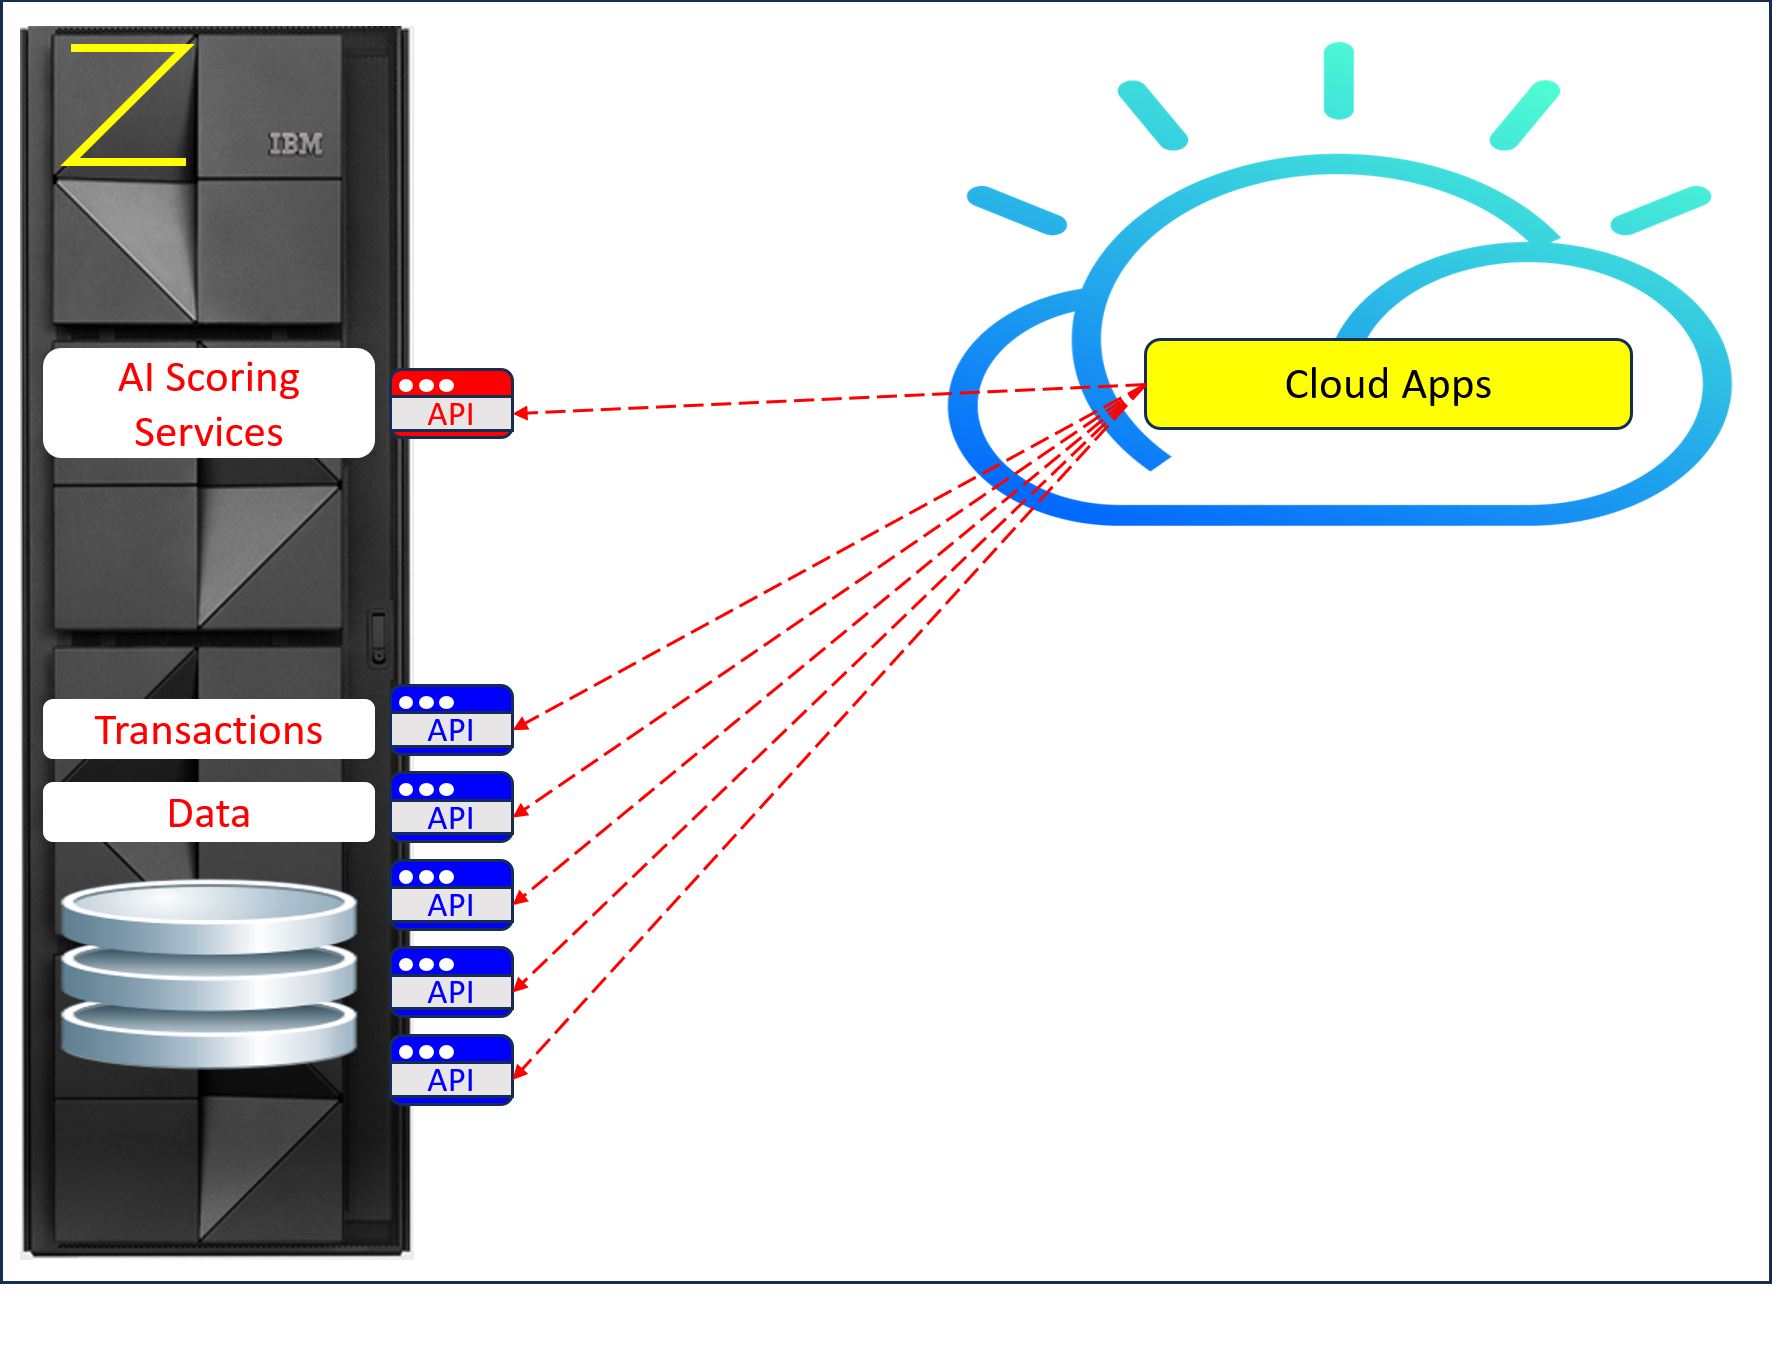 Z
IBM
AI Scoring
Services
API
Cloud Apps
Transactions
API
Data
API
API
API
API